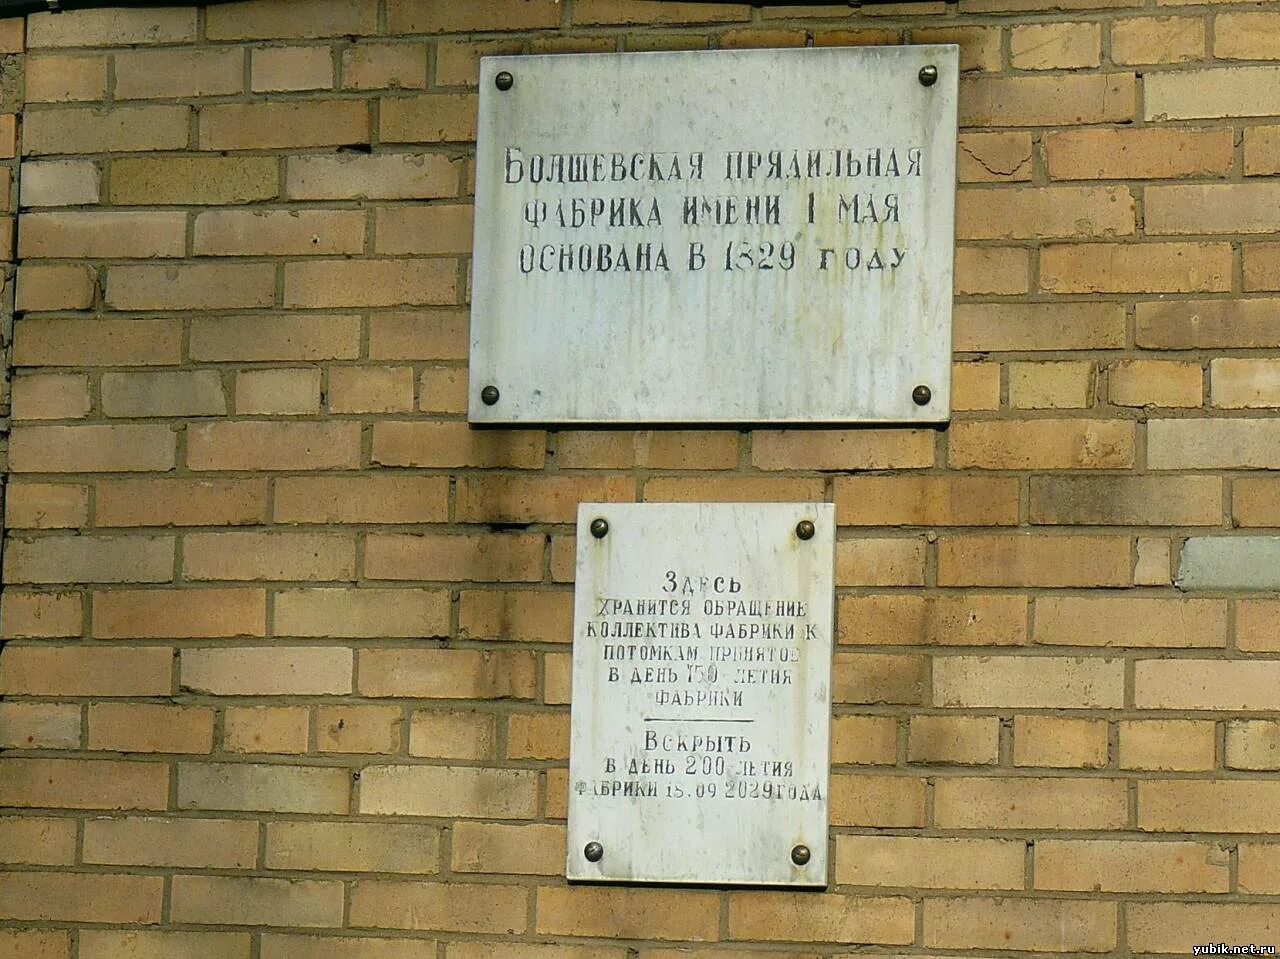 Болшевская прядильная
фабрика имени 1 мая
основана в 1829 году
Здесь
хранится обращение
коллектива фабрики к
потомкам принятое
в день 150-летия
фабрики
Вскрыть
в день 200-летия
фабрики 18.09 2029 года
yubik.net.ru